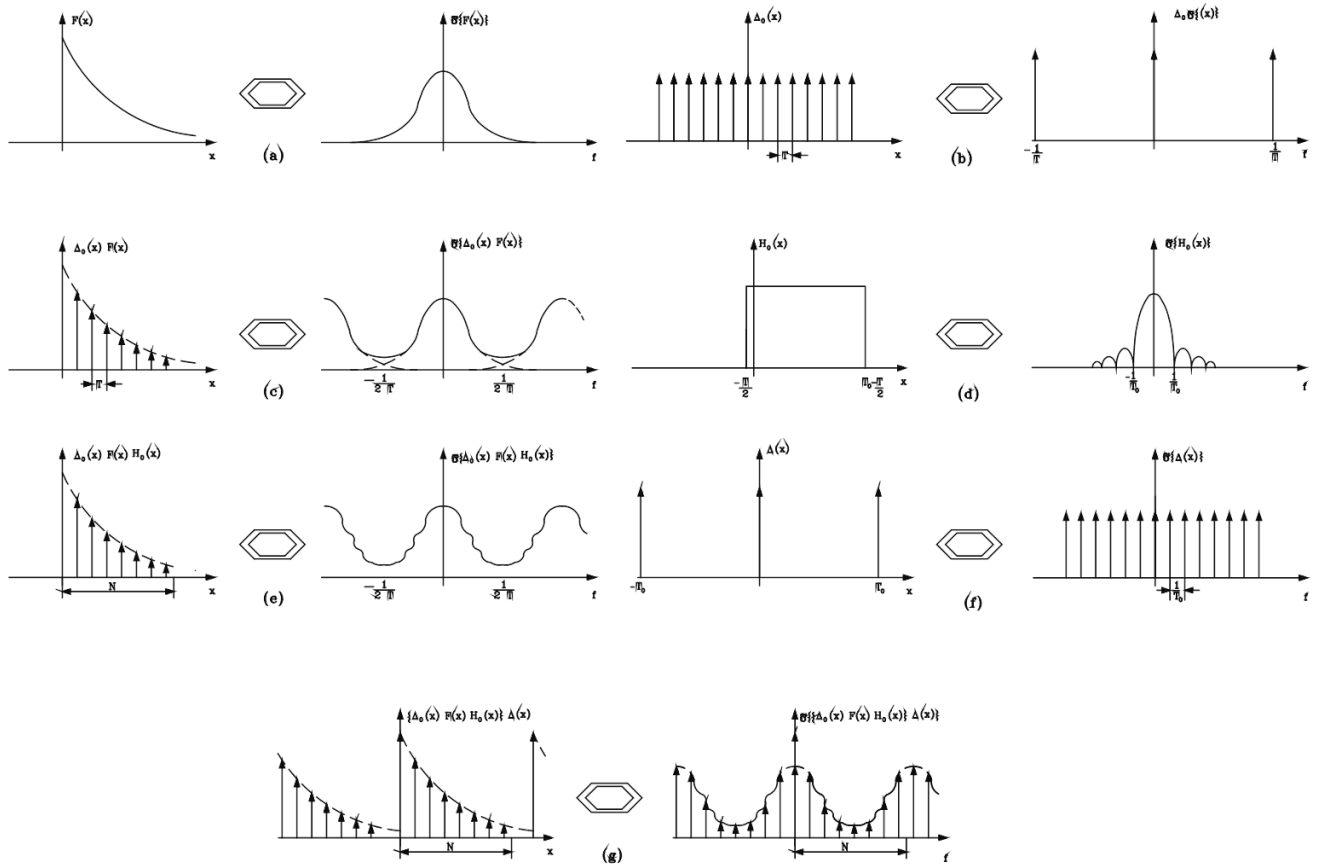 F(x)
𝔉{F(x)}
Δ₀(x)
Δ₀𝔉{(x)}
x
(a)
f
T
x
(b)
-1/T
1/T
f
Δ₀(x) F(x)
𝔉{Δ₀(x) F(x)}
H₀(x)
𝔉{H₀(x)}
T
x
(c)
-1/2T
1/2T
f
-T/2
T₀-T/2
x
(d)
-1/T₀
1/T₀
f
Δ₀(x) F(x) H₀(x)
𝔉{Δ₀(x) F(x) H₀(x)}
Δ(x)
𝔉{Δ(x)}
N
x
(e)
-1/2T
1/2T
f
-T₀
T₀
x
(f)
1/T₀
f
{Δ₀(x) F(x) H₀(x)} Δ(x)
𝔉{{Δ₀(x) F(x) H₀(x)} Δ(x)}
N
x
(g)
N
f